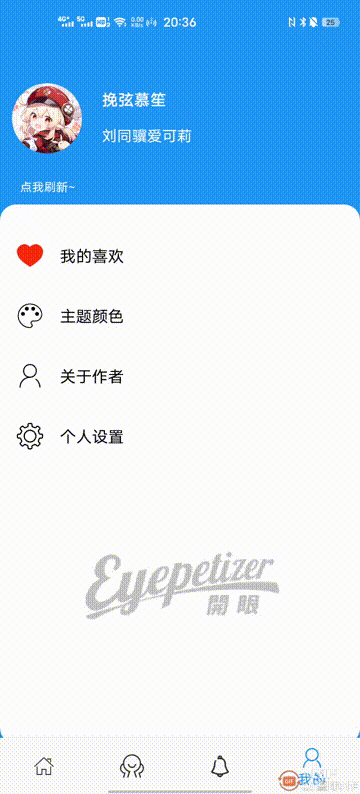 20:36
25
挽弦慕笙
刘同骥爱可莉
点我刷新~
我的喜欢
主题颜色
关于作者
个人设置
Eyepetizer
開眼
我的